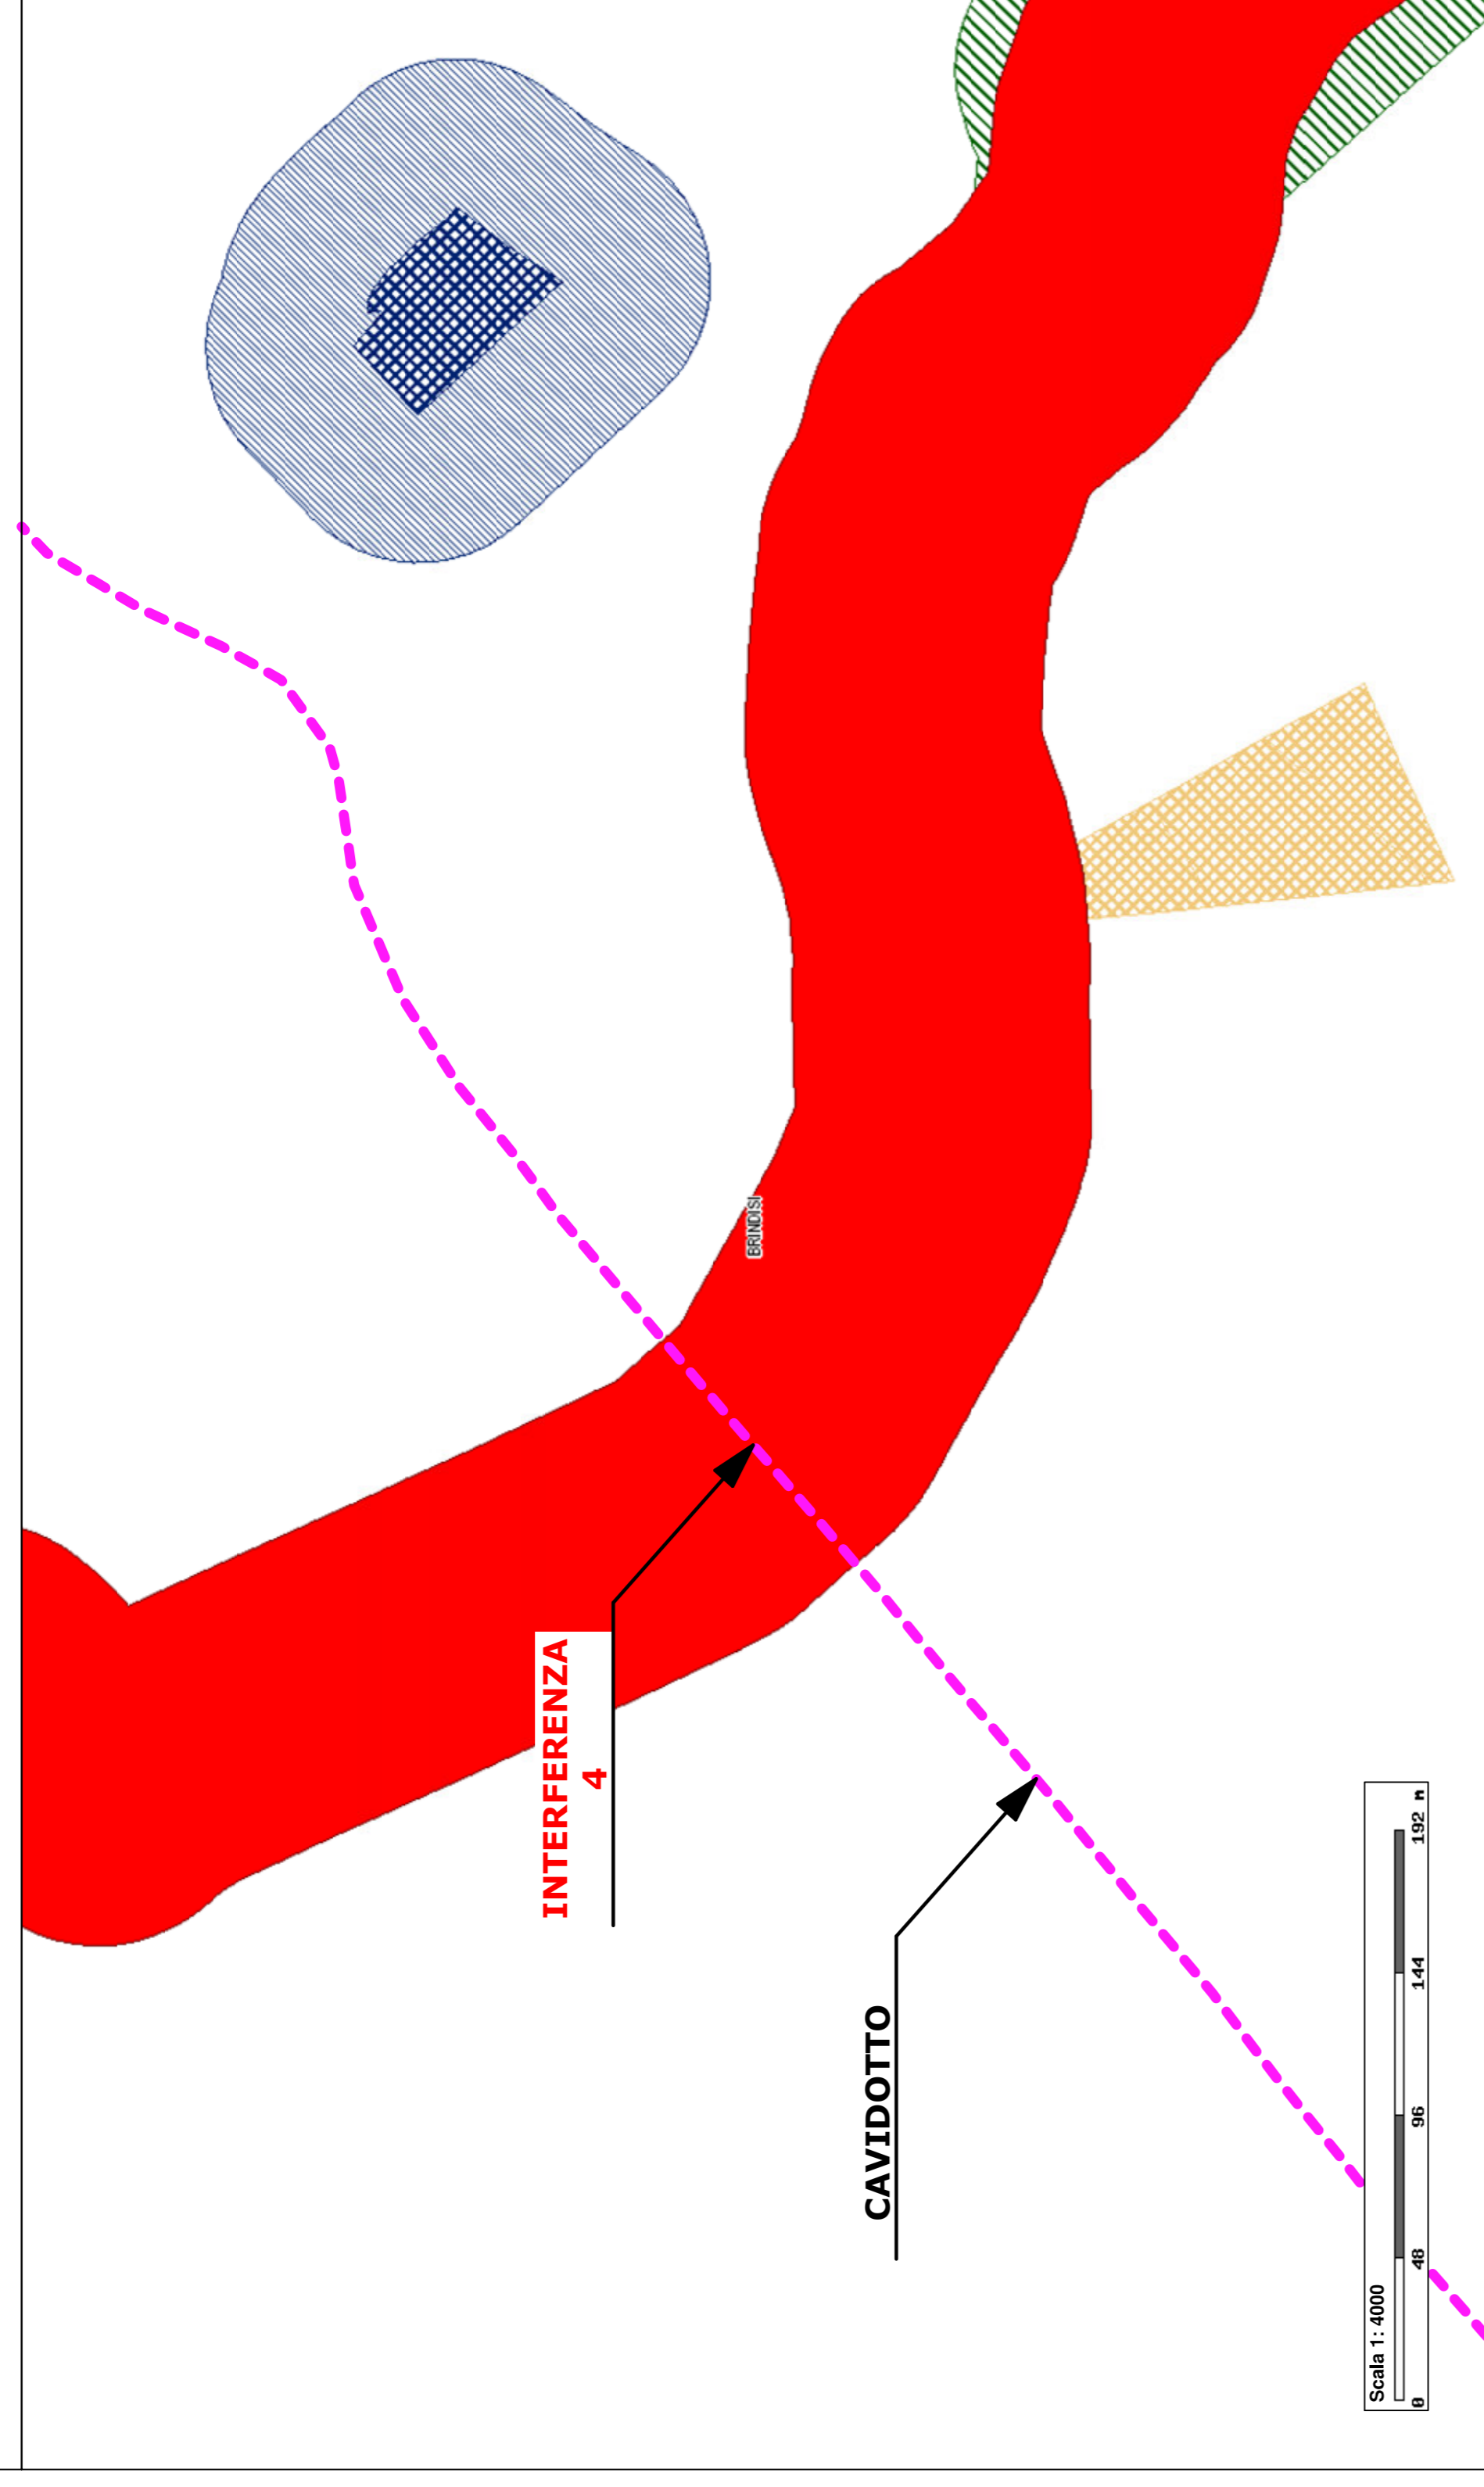 BRINDISI
INTERFERENZA
4
CAVIDOTTO
Scala 1: 4000
0 48 96 144 192 m